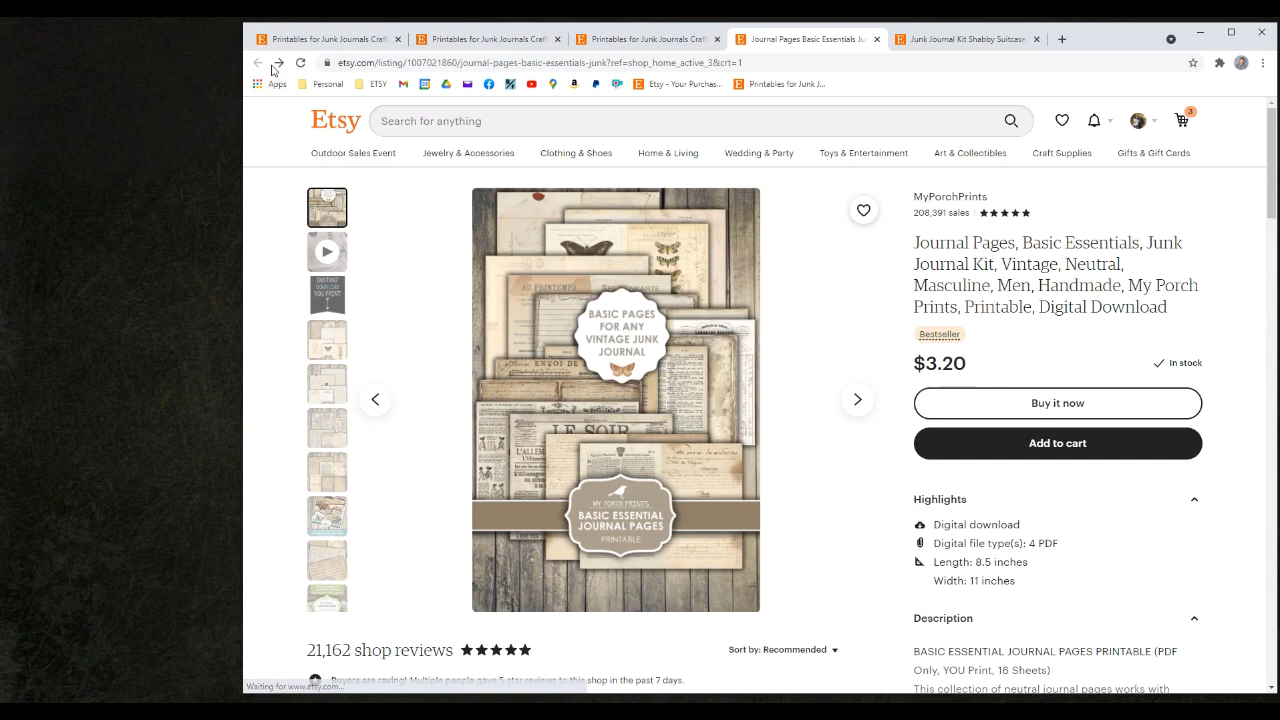 Printables for Junk Journals Craft
Printables for Junk Journals Craft
Printables for Junk Journals Craft
Journal Pages Basic Essentials Ju
Junk Journal Kit Shabby Suitcase
etsy.com/listing/1007021860/journal-pages-basic-essentials-junk?ref=shop_home_active_3&crt=1
Apps
Personal
ETSY
Etsy - Your Purchas...
Printables for Junk J...
Etsy
Search for anything
3
Outdoor Sales Event
Jewelry & Accessories
Clothing & Shoes
Home & Living
Wedding & Party
Toys & Entertainment
Art & Collectibles
Craft Supplies
Gifts & Gift Cards
INSTANT
DOWNLOAD
YOU PRINT
AU PRINTEMPS
BASIC PAGES
FOR ANY
VINTAGE JUNK
JOURNAL
ENVOI DE
LE SOIR
MY PORCH PRINTS
BASIC ESSENTIAL
JOURNAL PAGES
PRINTABLE
MyPorchPrints
208,391 sales
Journal Pages, Basic Essentials, Junk
Journal Kit, Vintage, Neutral,
Masculine, Men, Handmade, My Porch
Prints, Printable, Digital Download
Bestseller
$3.20
In stock
Buy it now
Add to cart
Highlights
Digital download
Digital file type(s): 4 PDF
Length: 8.5 inches
Width: 11 inches
Description
BASIC ESSENTIAL JOURNAL PAGES PRINTABLE (PDF
Only, YOU Print, 16 Sheets)
This collection of neutral journal pages works with
21,162 shop reviews
Sort by: Recommended
Buyers are raving! Multiple people gave 5-star reviews to this shop in the past 7 days.
Waiting for www.etsy.com...